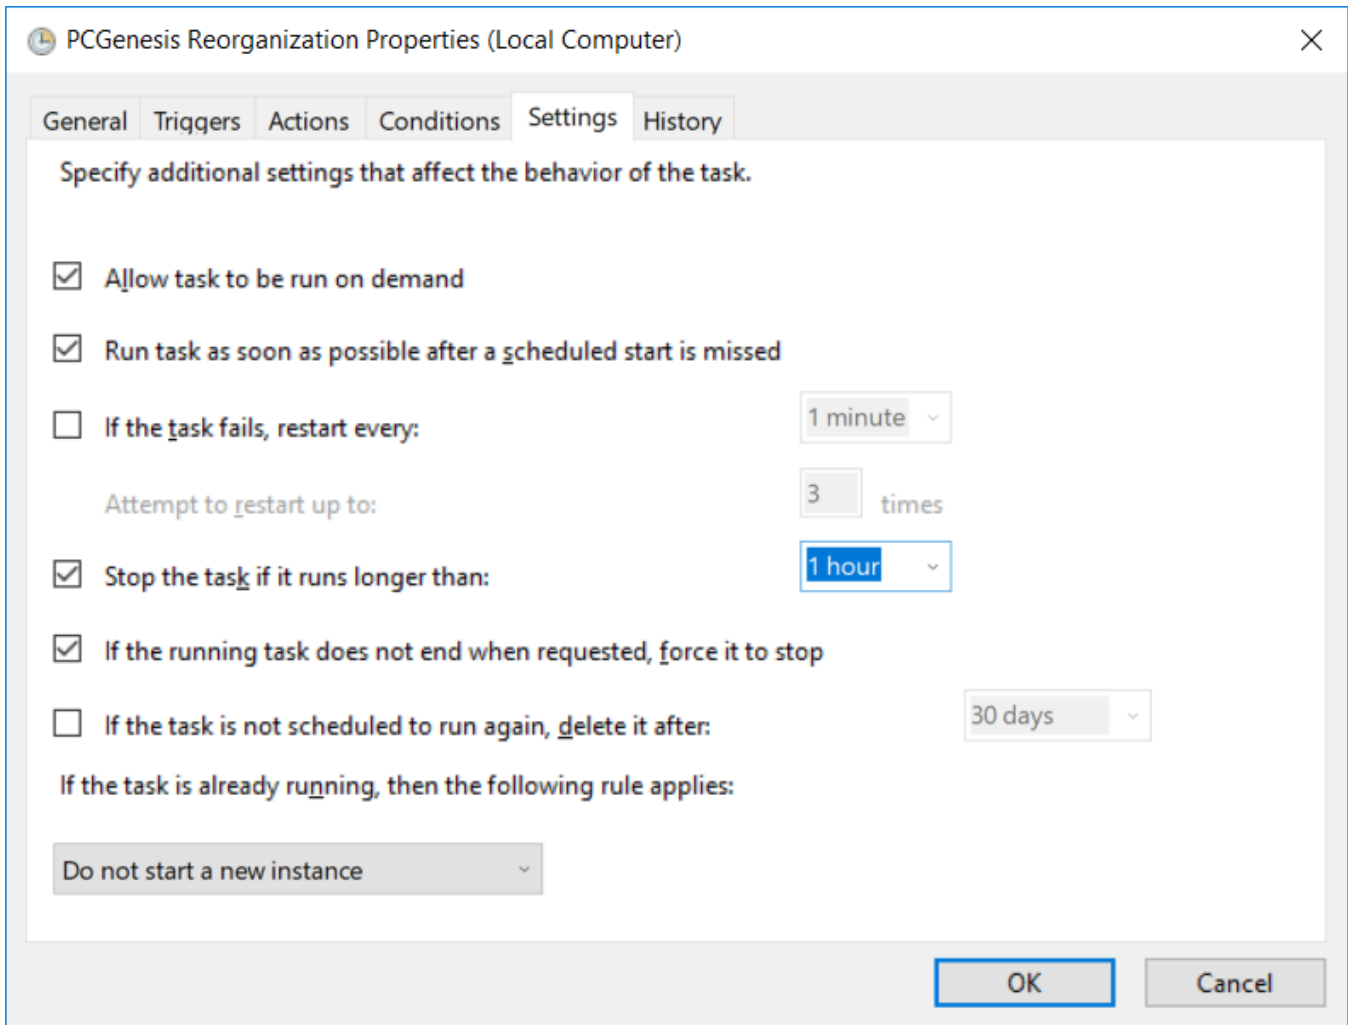 PCGenesis Reorganization Properties (Local Computer)
General Triggers Actions Conditions Settings History
Specify additional settings that affect the behavior of the task.
Allow task to be run on demand
Run task as soon as possible after a scheduled start is missed
If the task fails, restart every: 1 minute
Attempt to restart up to: 3 times
Stop the task if it runs longer than: 1 hour
If the running task does not end when requested, force it to stop
If the task is not scheduled to run again, delete it after: 30 days
If the task is already running, then the following rule applies:
Do not start a new instance
OK Cancel